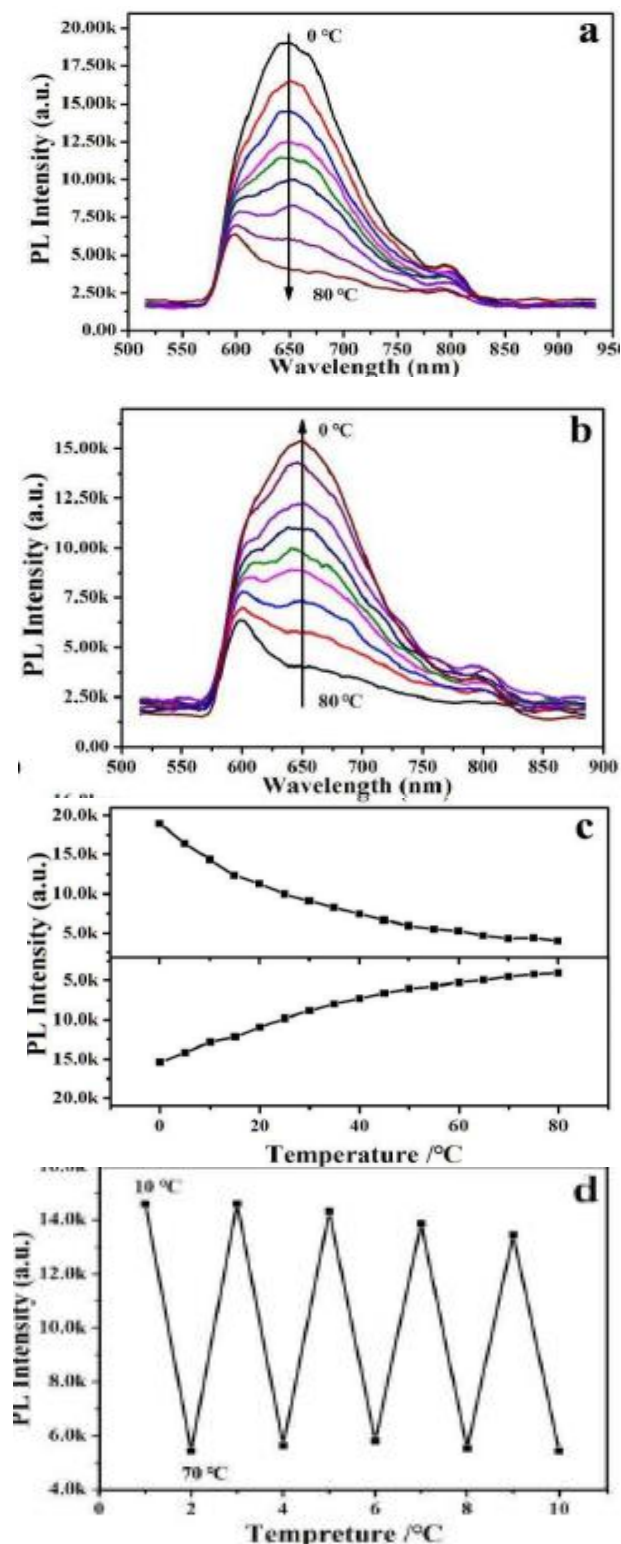 a
0 °C
80 °C
PL Intensity (a.u.)
20.00k
17.50k
15.00k
12.50k
10.00k
7.50k
5.00k
2.50k
0.00
500 550 600 650 700 750 800 850 900 950
Wavelength (nm)
b
0 °C
80 °C
PL Intensity (a.u.)
15.00k
12.50k
10.00k
7.50k
5.00k
2.50k
0.00
500 550 600 650 700 750 800 850 900
Wavelength (nm)
c
PL Intensity (a.u.)
20.0k
15.0k
10.0k
5.0k
5.0k
10.0k
15.0k
20.0k
0 20 40 60 80
Temperature /°C
d
10 °C
70 °C
PL Intensity (a.u.)
16.0k
14.0k
12.0k
10.0k
8.0k
6.0k
4.0k
0 2 4 6 8 10
Tempreture /°C